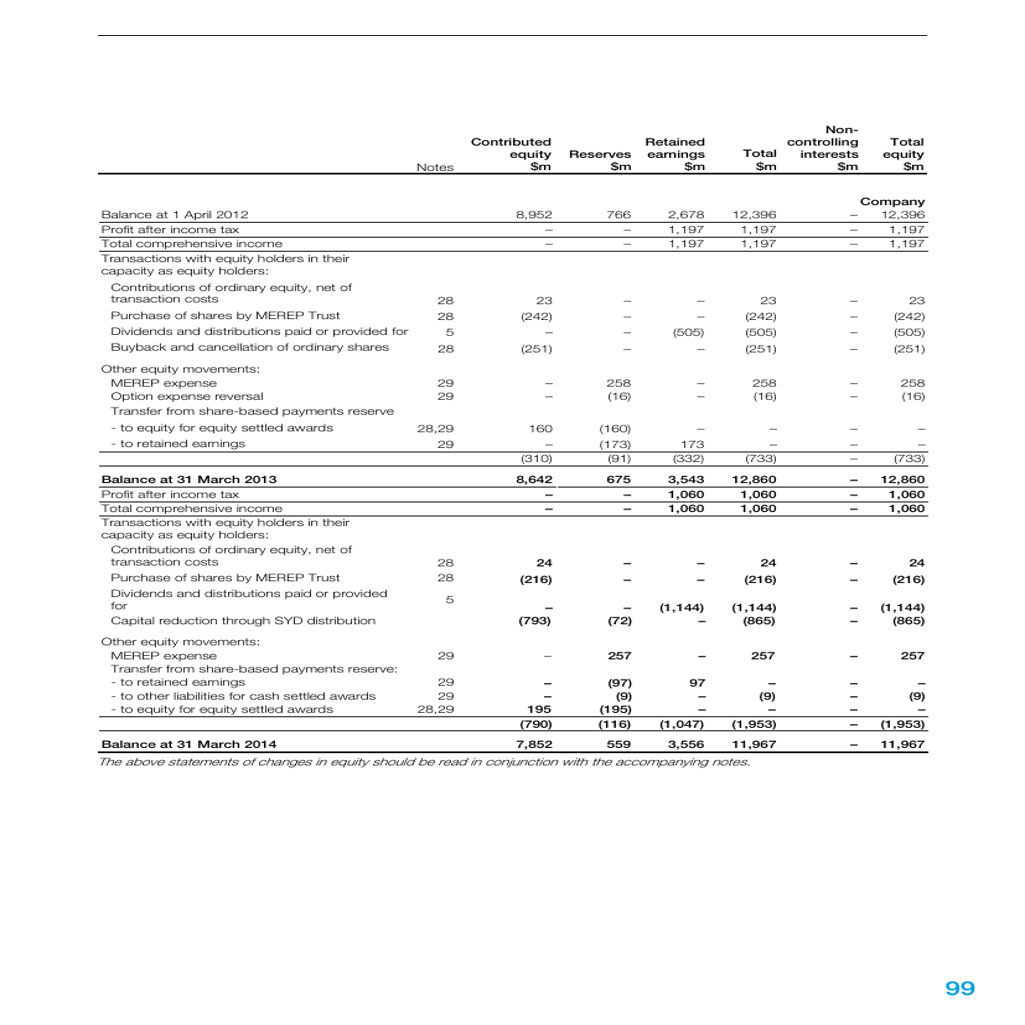 Non-
Contributed Retained controlling Total
equity Reserves earnings Total interests equity
Notes $m $m $m $m $m $m
Company
Balance at 1 April 2012 8,952 766 2,678 12,396 – 12,396
Profit after income tax – – 1,197 1,197 – 1,197
Total comprehensive income – – 1,197 1,197 – 1,197
Transactions with equity holders in their
capacity as equity holders:
Contributions of ordinary equity, net of
transaction costs 28 23 – – 23 – 23
Purchase of shares by MEREP Trust 28 (242) – – (242) – (242)
Dividends and distributions paid or provided for 5 – – (505) (505) – (505)
Buyback and cancellation of ordinary shares 28 (251) – – (251) – (251)
Other equity movements:
MEREP expense 29 – 258 – 258 – 258
Option expense reversal 29 – (16) – (16) – (16)
Transfer from share-based payments reserve
- to equity for equity settled awards 28,29 160 (160) – – – –
- to retained earnings 29 – (173) 173 – – –
(310) (91) (332) (733) – (733)
Balance at 31 March 2013 8,642 675 3,543 12,860 – 12,860
Profit after income tax – – 1,060 1,060 – 1,060
Total comprehensive income – – 1,060 1,060 – 1,060
Transactions with equity holders in their
capacity as equity holders:
Contributions of ordinary equity, net of
transaction costs 28 24 – – 24 – 24
Purchase of shares by MEREP Trust 28 (216) – – (216) – (216)
Dividends and distributions paid or provided
for 5 – – (1,144) (1,144) – (1,144)
Capital reduction through SYD distribution (793) (72) – (865) – (865)
Other equity movements:
MEREP expense 29 – 257 – 257 – 257
Transfer from share-based payments reserve:
- to retained earnings 29 – (97) 97 – – –
- to other liabilities for cash settled awards 29 – (9) – (9) – (9)
- to equity for equity settled awards 28,29 195 (195) – – – –
(790) (116) (1,047) (1,953) – (1,953)
Balance at 31 March 2014 7,852 559 3,556 11,967 – 11,967
The above statements of changes in equity should be read in conjunction with the accompanying notes.
99